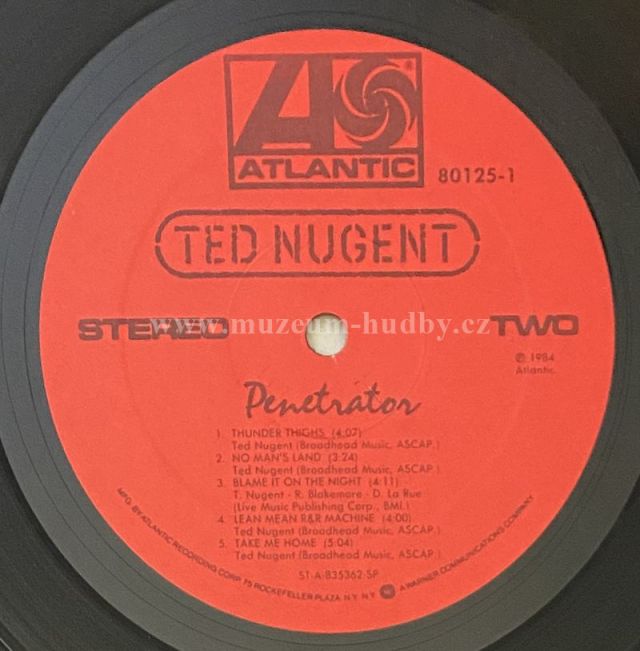 ATLANTIC ®
80125-1
TED NUGENT
STEREO
TWO
www.muzeum-hudby.cz
℗ 1984
Atlantic.
Penetrator
1. THUNDER THIGHS (4:07)
Ted Nugent (Broadhead Music, ASCAP.)
2. NO MAN'S LAND (3:24)
Ted Nugent (Broadhead Music, ASCAP.)
3. BLAME IT ON THE NIGHT (4:11)
T. Nugent - R. Blakemore - D. La Rue
(Live Music Publishing Corp., BMI.)
4. LEAN MEAN R&R MACHINE (4:00)
Ted Nugent (Broadhead Music, ASCAP.)
5. TAKE ME HOME (5:04)
Ted Nugent (Broadhead Music, ASCAP.)
ST-A-835362-SP
MFG. BY ATLANTIC RECORDING CORP. 75 ROCKEFELLER PLAZA N.Y. N.Y. A WARNER COMMUNICATIONS COMPANY